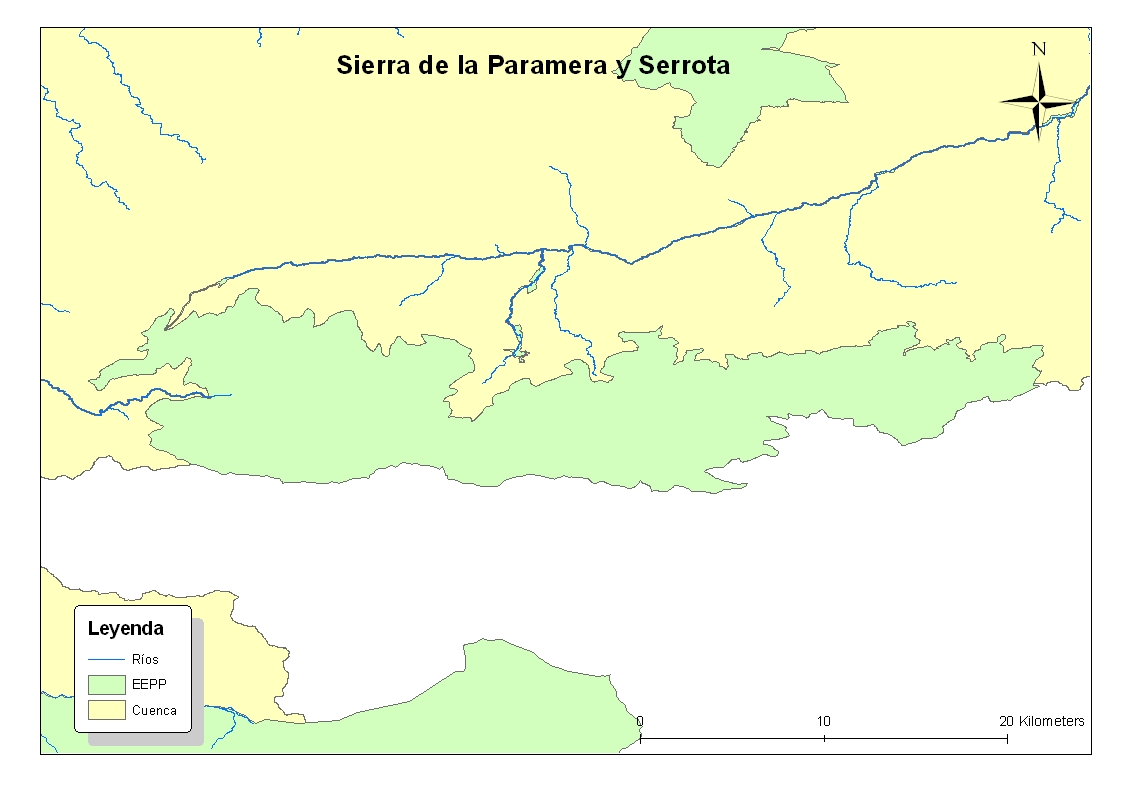 Sierra de la Paramera y Serrota
N
Leyenda
Ríos
EEPP
Cuenca
0 10 20 Kilometers